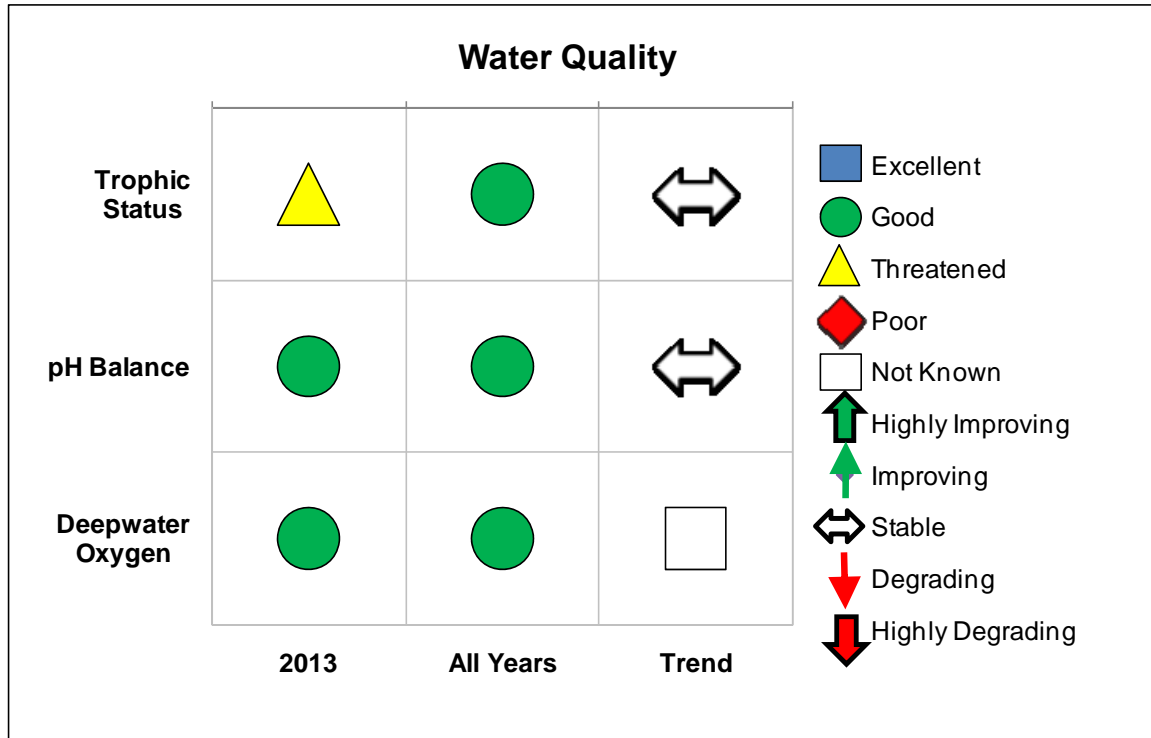 Water Quality
Trophic
Status
pH Balance
Deepwater
Oxygen
2013
All Years
Trend
Excellent
Good
Threatened
Poor
Not Known
Highly Improving
Improving
Stable
Degrading
Highly Degrading